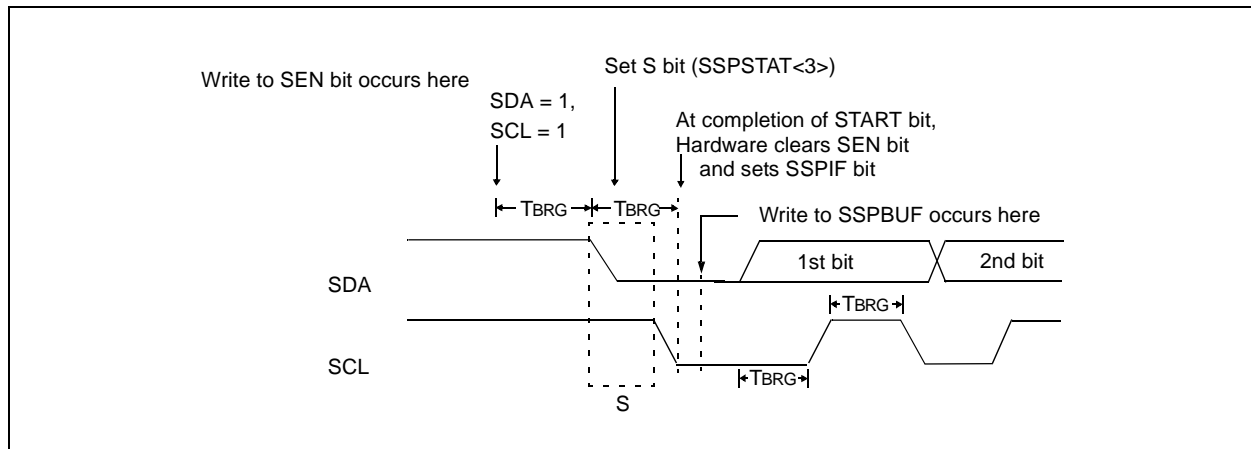 Write to SEN bit occurs here
Set S bit (SSPSTAT<3>)
SDA = 1,
SCL = 1
At completion of START bit,
Hardware clears SEN bit
and sets SSPIF bit
TBRG
TBRG
Write to SSPBUF occurs here
SDA
1st bit
2nd bit
TBRG
SCL
TBRG
S